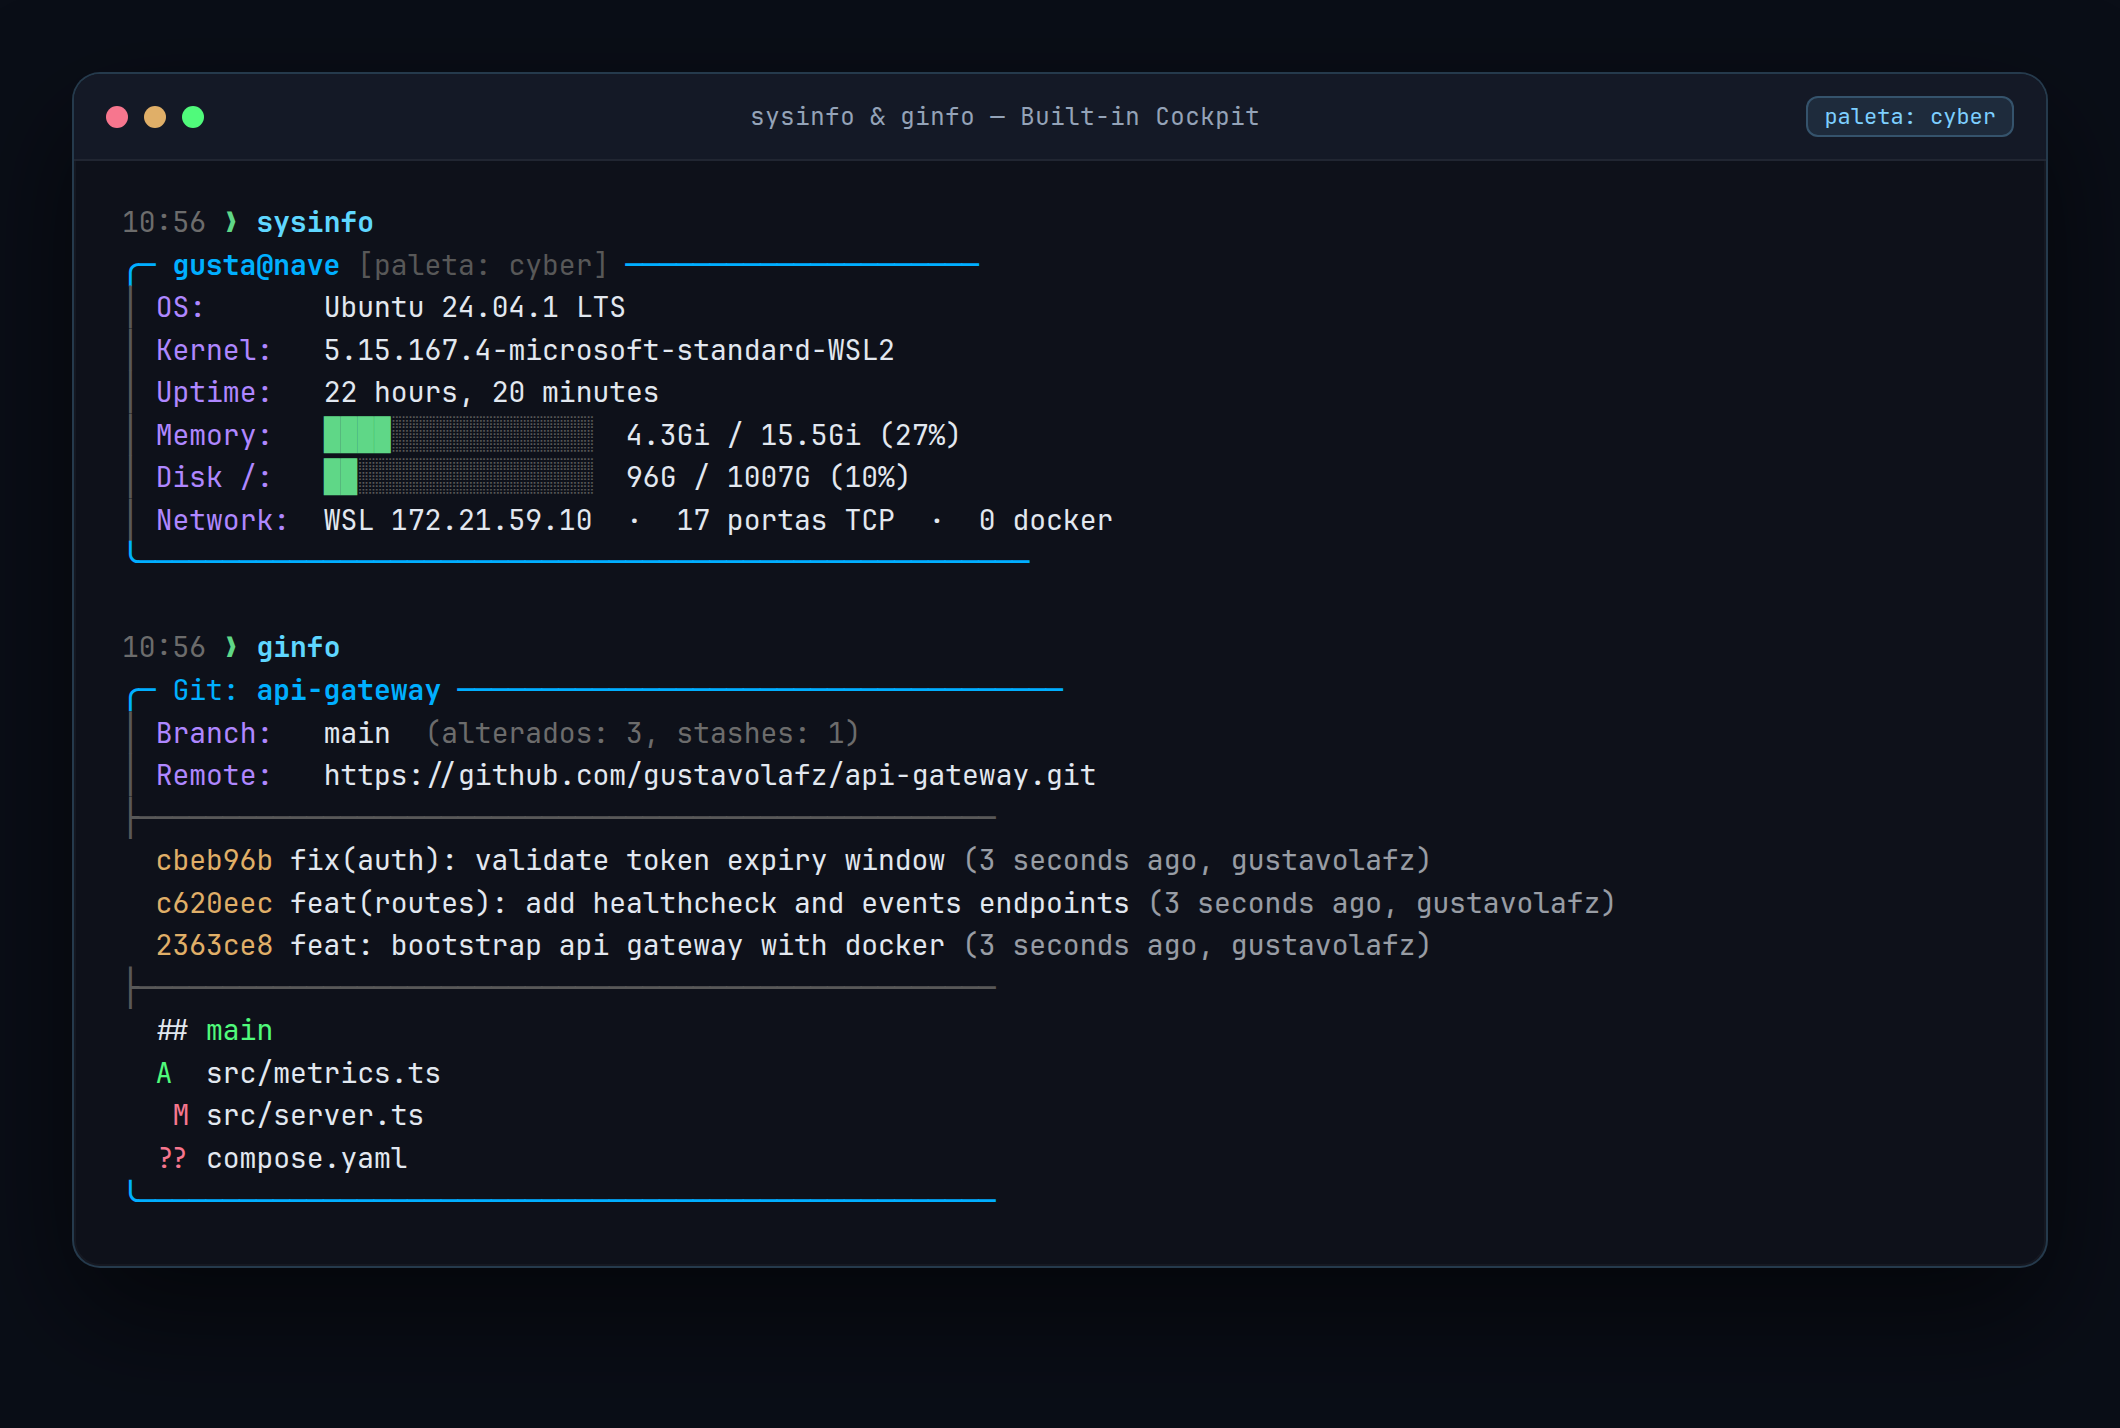 sysinfo & ginfo — Built-in Cockpit
paleta: cyber
10:56 ❱ sysinfo
╭─ gusta@nave [paleta: cyber] ─────────────────────
│ OS:       Ubuntu 24.04.1 LTS
│ Kernel:   5.15.167.4-microsoft-standard-WSL2
│ Uptime:   22 hours, 20 minutes
│ Memory:   ████░░░░░░░░░░░░  4.3Gi / 15.5Gi (27%)
│ Disk /:   ██░░░░░░░░░░░░░░  96G / 1007G (10%)
│ Network:  WSL 172.21.59.10  ·  17 portas TCP  ·  0 docker
╰─────────────────────────────────────────────────────
10:56 ❱ ginfo
╭─ Git: api-gateway ────────────────────────────────────
│ Branch:   main  (alterados: 3, stashes: 1)
│ Remote:   https://github.com/gustavolafz/api-gateway.git
├───────────────────────────────────────────────────
  cbeb96b fix(auth): validate token expiry window (3 seconds ago, gustavolafz)
  c620eec feat(routes): add healthcheck and events endpoints (3 seconds ago, gustavolafz)
  2363ce8 feat: bootstrap api gateway with docker (3 seconds ago, gustavolafz)
├───────────────────────────────────────────────────
  ## main
  A  src/metrics.ts
   M src/server.ts
  ?? compose.yaml
╰───────────────────────────────────────────────────